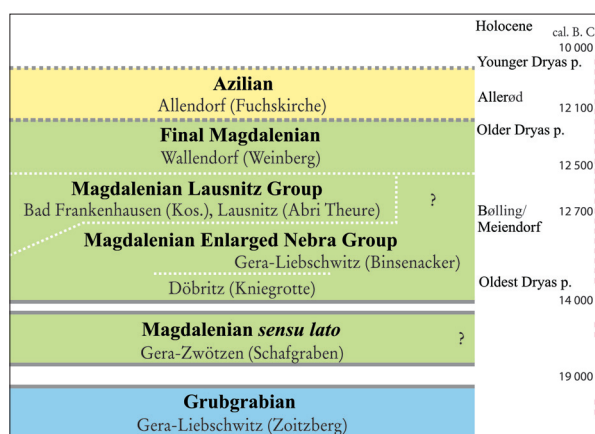 Holocene
cal. B. C
10 000
Younger Dryas p.
Azilian
Allendorf (Fuchskirche)
Allerød
12 100
Final Magdalenian
Older Dryas p.
Wallendorf (Weinberg)
12 500
Magdalenian Lausnitz Group
Bad Frankenhausen (Kos.), Lausnitz (Abri Theure)
?
Bølling/
Meiendorf
12 700
Magdalenian Enlarged Nebra Group
Gera-Liebschwitz (Binsenacker)
Döbritz (Kniegrotte)
Oldest Dryas p.
14 000
Magdalenian sensu lato
Gera-Zwötzen (Schafgraben)
?
19 000
Grubgrabian
Gera-Liebschwitz (Zoitzberg)